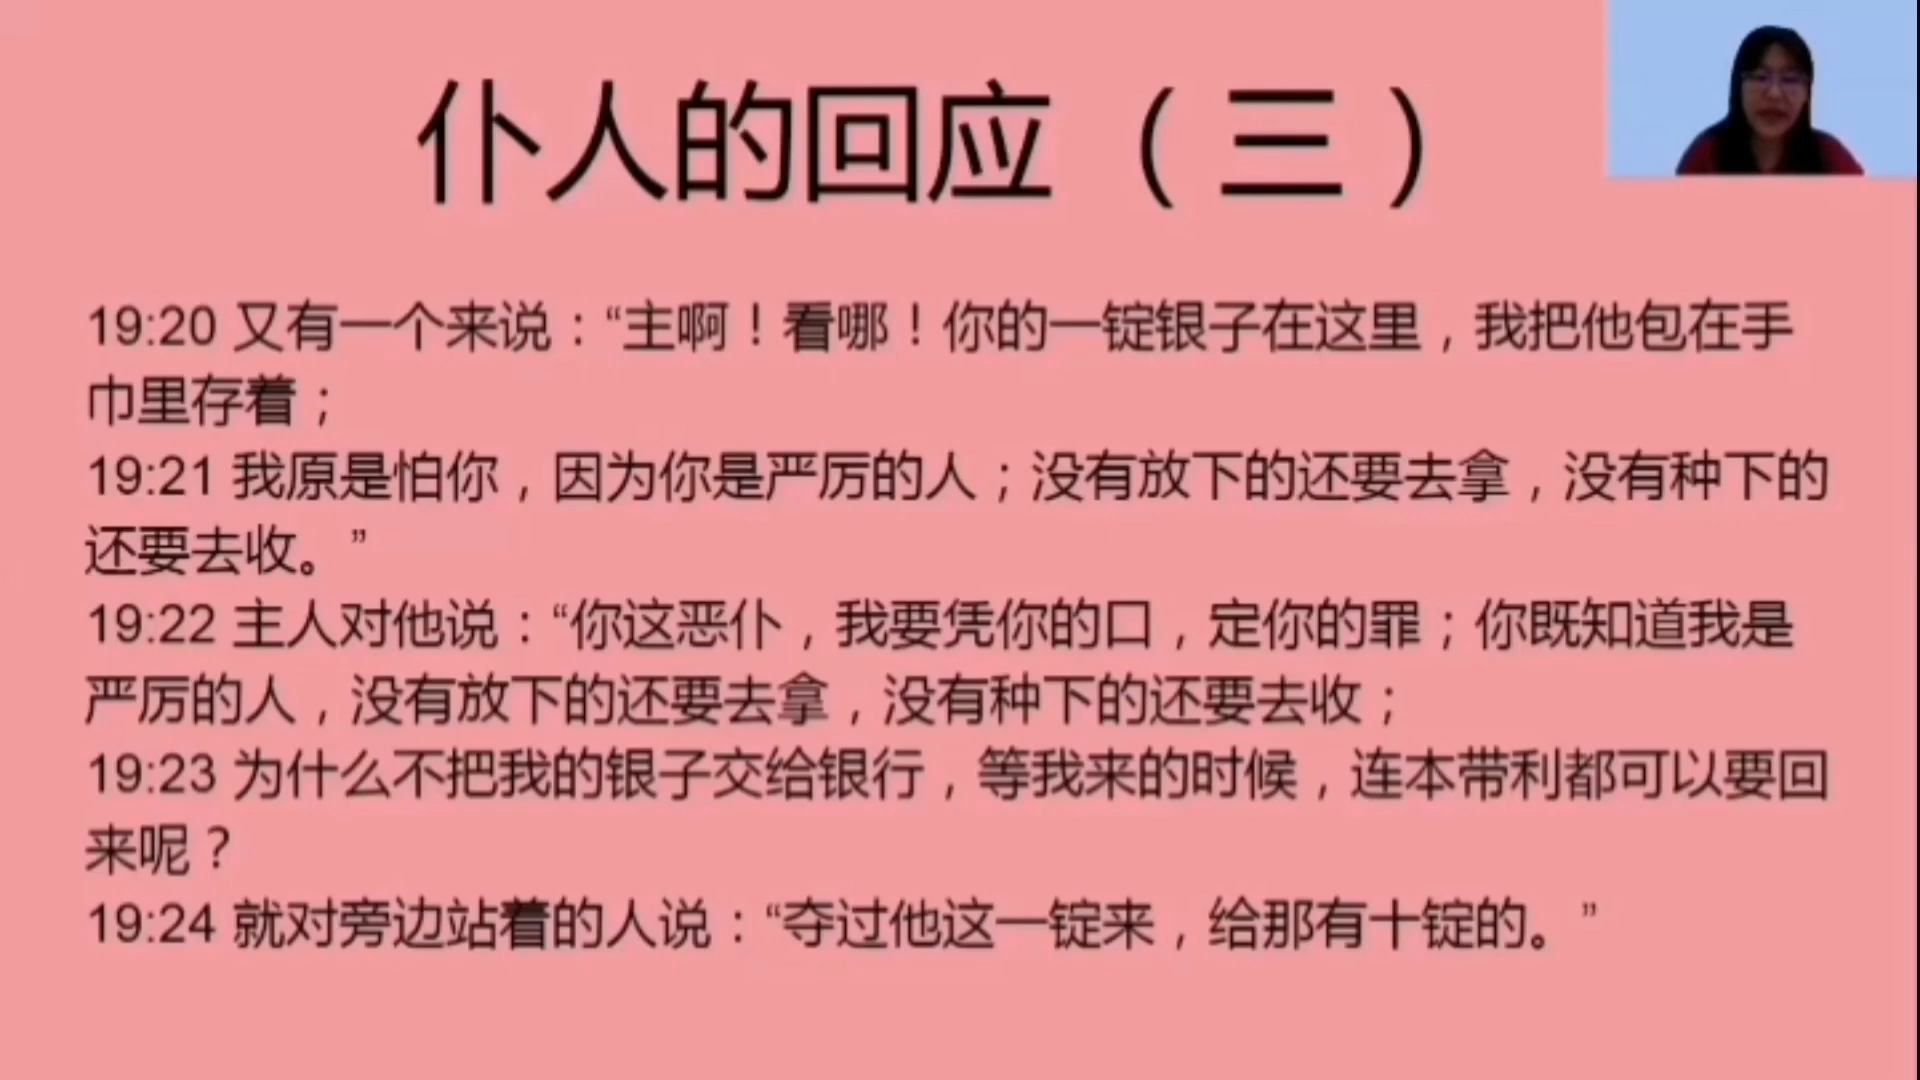 仆人的回应（三）
19:20 又有一个来说：“主啊！看哪！你的一锭银子在这里，我把他包在手
巾里存着；
19:21 我原是怕你，因为你是严厉的人；没有放下的还要去拿，没有种下的
还要去收。”
19:22 主人对他说：“你这恶仆，我要凭你的口，定你的罪；你既知道我是
严厉的人，没有放下的还要去拿，没有种下的还要去收；
19:23 为什么不把我的银子交给银行，等我来的时候，连本带利都可以要回
来呢？
19:24 就对旁边站着的人说：“夺过他这一锭来，给那有十锭的。”